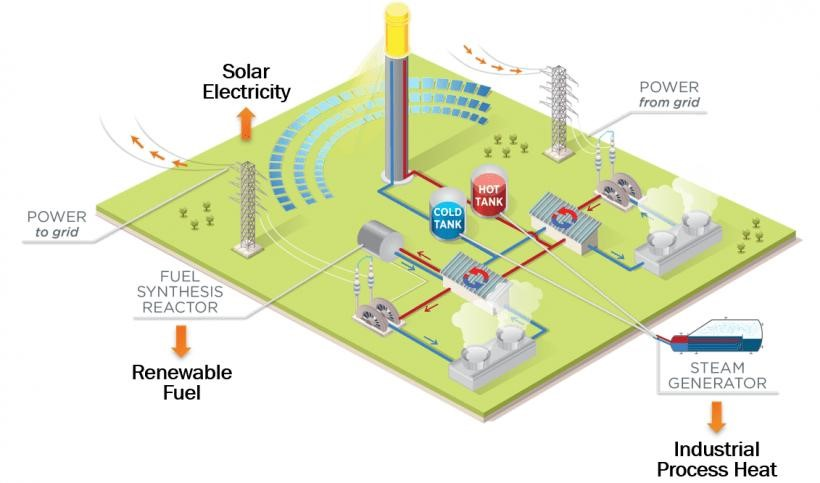 Solar
Electricity
POWER
from grid
HOT
TANK
COLD
TANK
POWER
to grid
FUEL
SYNTHESIS
REACTOR
Renewable
Fuel
STEAM
GENERATOR
Industrial
Process Heat